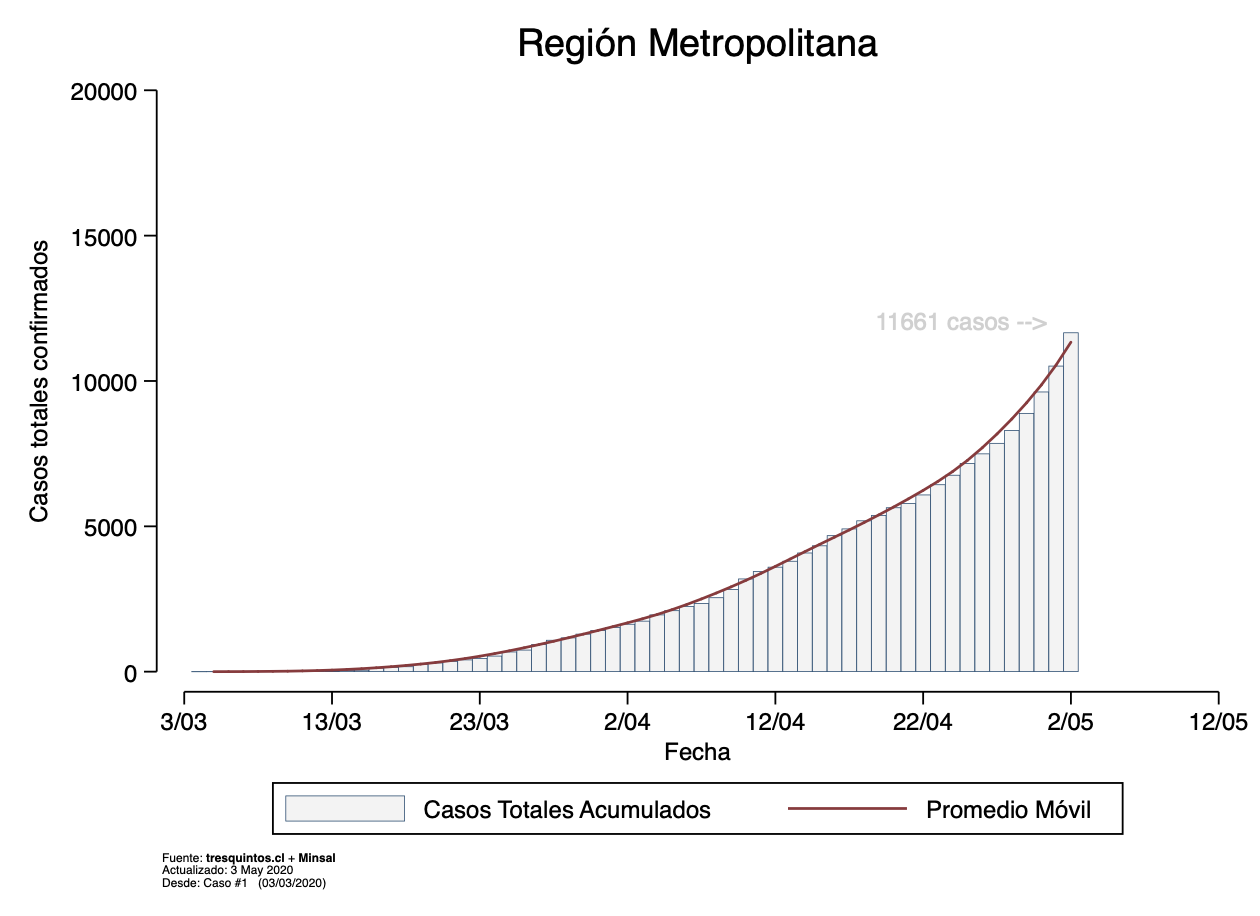 Región Metropolitana
20000
15000
10000
5000
0
Casos totales confirmados
11661 casos -->
3/03 13/03 23/03 2/04 12/04 22/04 2/05 12/05
Fecha
Casos Totales Acumulados Promedio Móvil
Fuente: tresquintos.cl + Minsal
Actualizado: 3 May 2020
Desde: Caso #1 (03/03/2020)